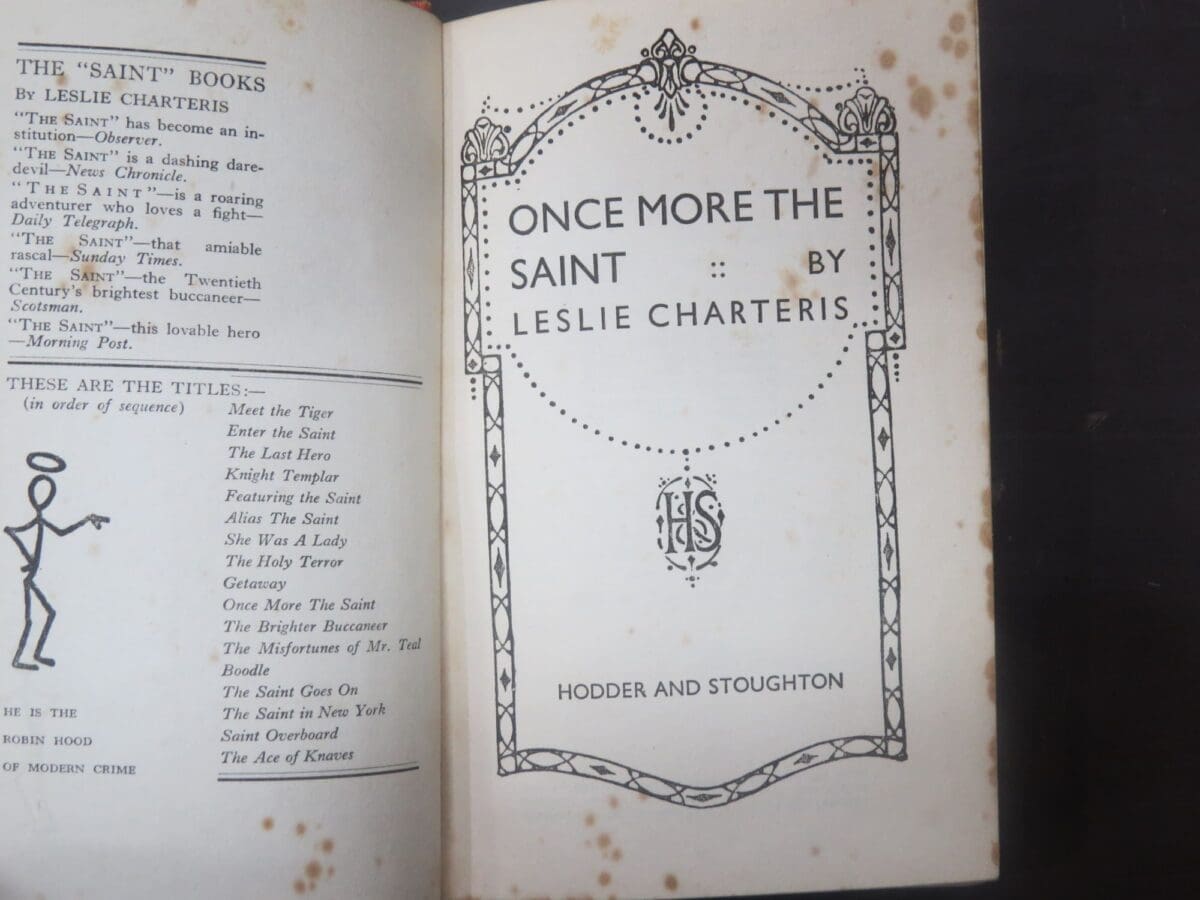 THE "SAINT" BOOKS
BY LESLIE CHARTERIS
"THE SAINT" has become an in-
stitution—Observer.
"THE SAINT" is a dashing dare-
devil—News Chronicle.
"THE SAINT"—is a roaring
adventurer who loves a fight—
Daily Telegraph.
"THE SAINT"—that amiable
rascal—Sunday Times.
"THE SAINT"—the Twentieth
Century's brightest buccaneer—
Scotsman.
"THE SAINT"—this lovable hero
—Morning Post.
THESE ARE THE TITLES:—
(in order of sequence)
Meet the Tiger
Enter the Saint
The Last Hero
Knight Templar
Featuring the Saint
Alias The Saint
She Was A Lady
The Holy Terror
Getaway
Once More The Saint
The Brighter Buccaneer
The Misfortunes of Mr. Teal
Boodle
The Saint Goes On
The Saint in New York
Saint Overboard
The Ace of Knaves
HE IS THE
ROBIN HOOD
OF MODERN CRIME
ONCE MORE THE
SAINT :: BY
LESLIE CHARTERIS
HS
HODDER AND STOUGHTON